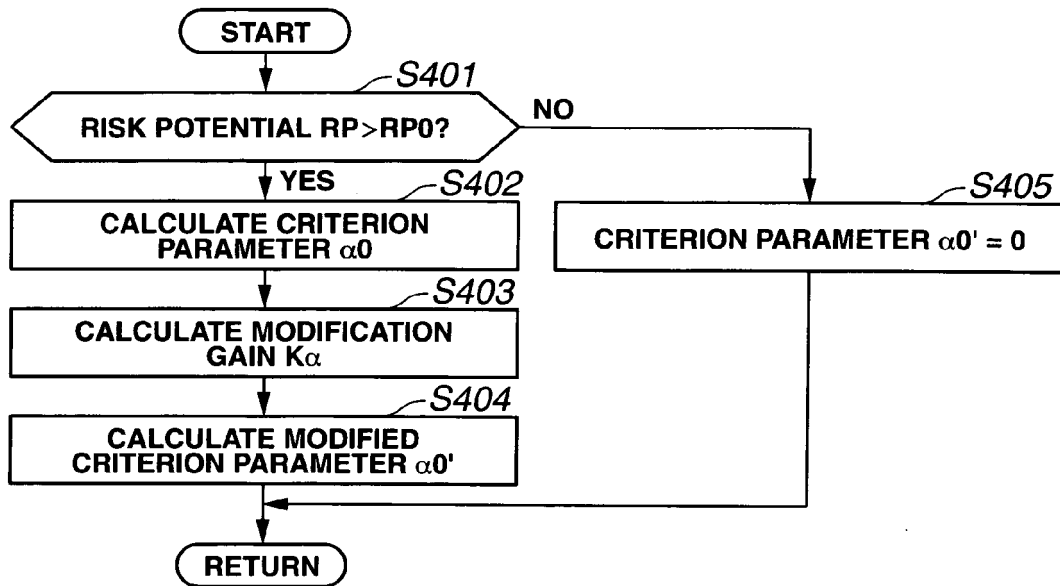 START
S401
RISK POTENTIAL RP>RP0?
NO
YES
S402
CALCULATE CRITERION
PARAMETER α0
S405
CRITERION PARAMETER α0' = 0
S403
CALCULATE MODIFICATION
GAIN Kα
S404
CALCULATE MODIFIED
CRITERION PARAMETER α0'
RETURN